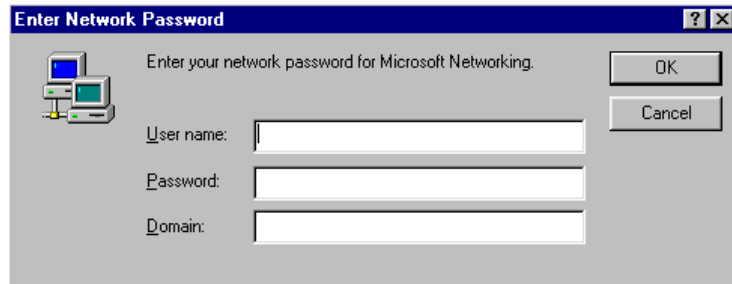 Enter Network Password
Enter your network password for Microsoft Networking.
OK
Cancel
User name:
Password:
Domain: